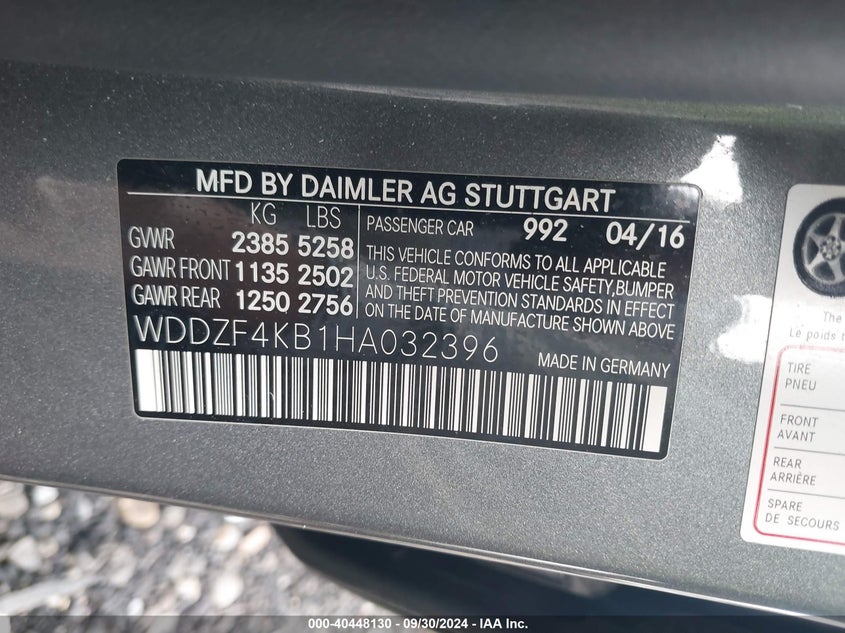 MFD BY DAIMLER AG STUTTGART
KG LBS
GVWR 2385 5258
GAWR FRONT 1135 2502
GAWR REAR 1250 2756
PASSENGER CAR 992 04/16
THIS VEHICLE CONFORMS TO ALL APPLICABLE
U.S. FEDERAL MOTOR VEHICLE SAFETY,BUMPER
AND THEFT PREVENTION STANDARDS IN EFFECT
ON THE DATE OF MANUFACTURE SHOWN ABOVE
WDDZF4KB1HA032396
MADE IN GERMANY
The
Le poids
TIRE
PNEU
FRONT
AVANT
REAR
ARRIÈRE
SPARE
DE SECOURS
000-40448130 - 09/30/2024 - IAA Inc.